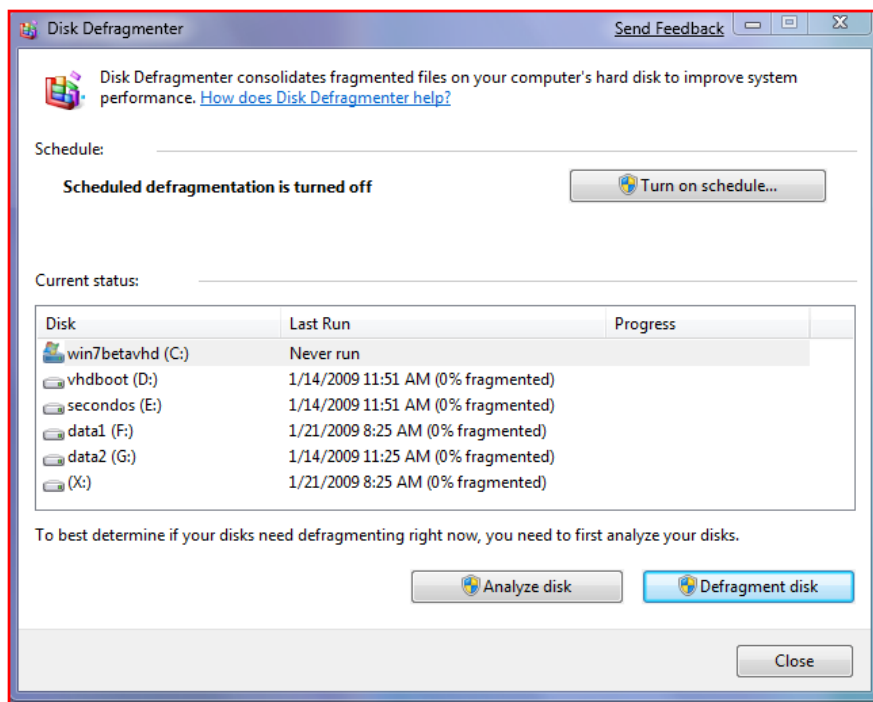 Disk Defragmenter Send Feedback
Disk Defragmenter consolidates fragmented files on your computer's hard disk to improve system
performance. How does Disk Defragmenter help?
Schedule:
Scheduled defragmentation is turned off Turn on schedule...
Current status:
Disk Last Run Progress
win7betavhd (C:) Never run
vhdboot (D:) 1/14/2009 11:51 AM (0% fragmented)
secondos (E:) 1/14/2009 11:51 AM (0% fragmented)
data1 (F:) 1/21/2009 8:25 AM (0% fragmented)
data2 (G:) 1/14/2009 11:25 AM (0% fragmented)
(X:) 1/21/2009 8:25 AM (0% fragmented)
To best determine if your disks need defragmenting right now, you need to first analyze your disks.
Analyze disk Defragment disk
Close